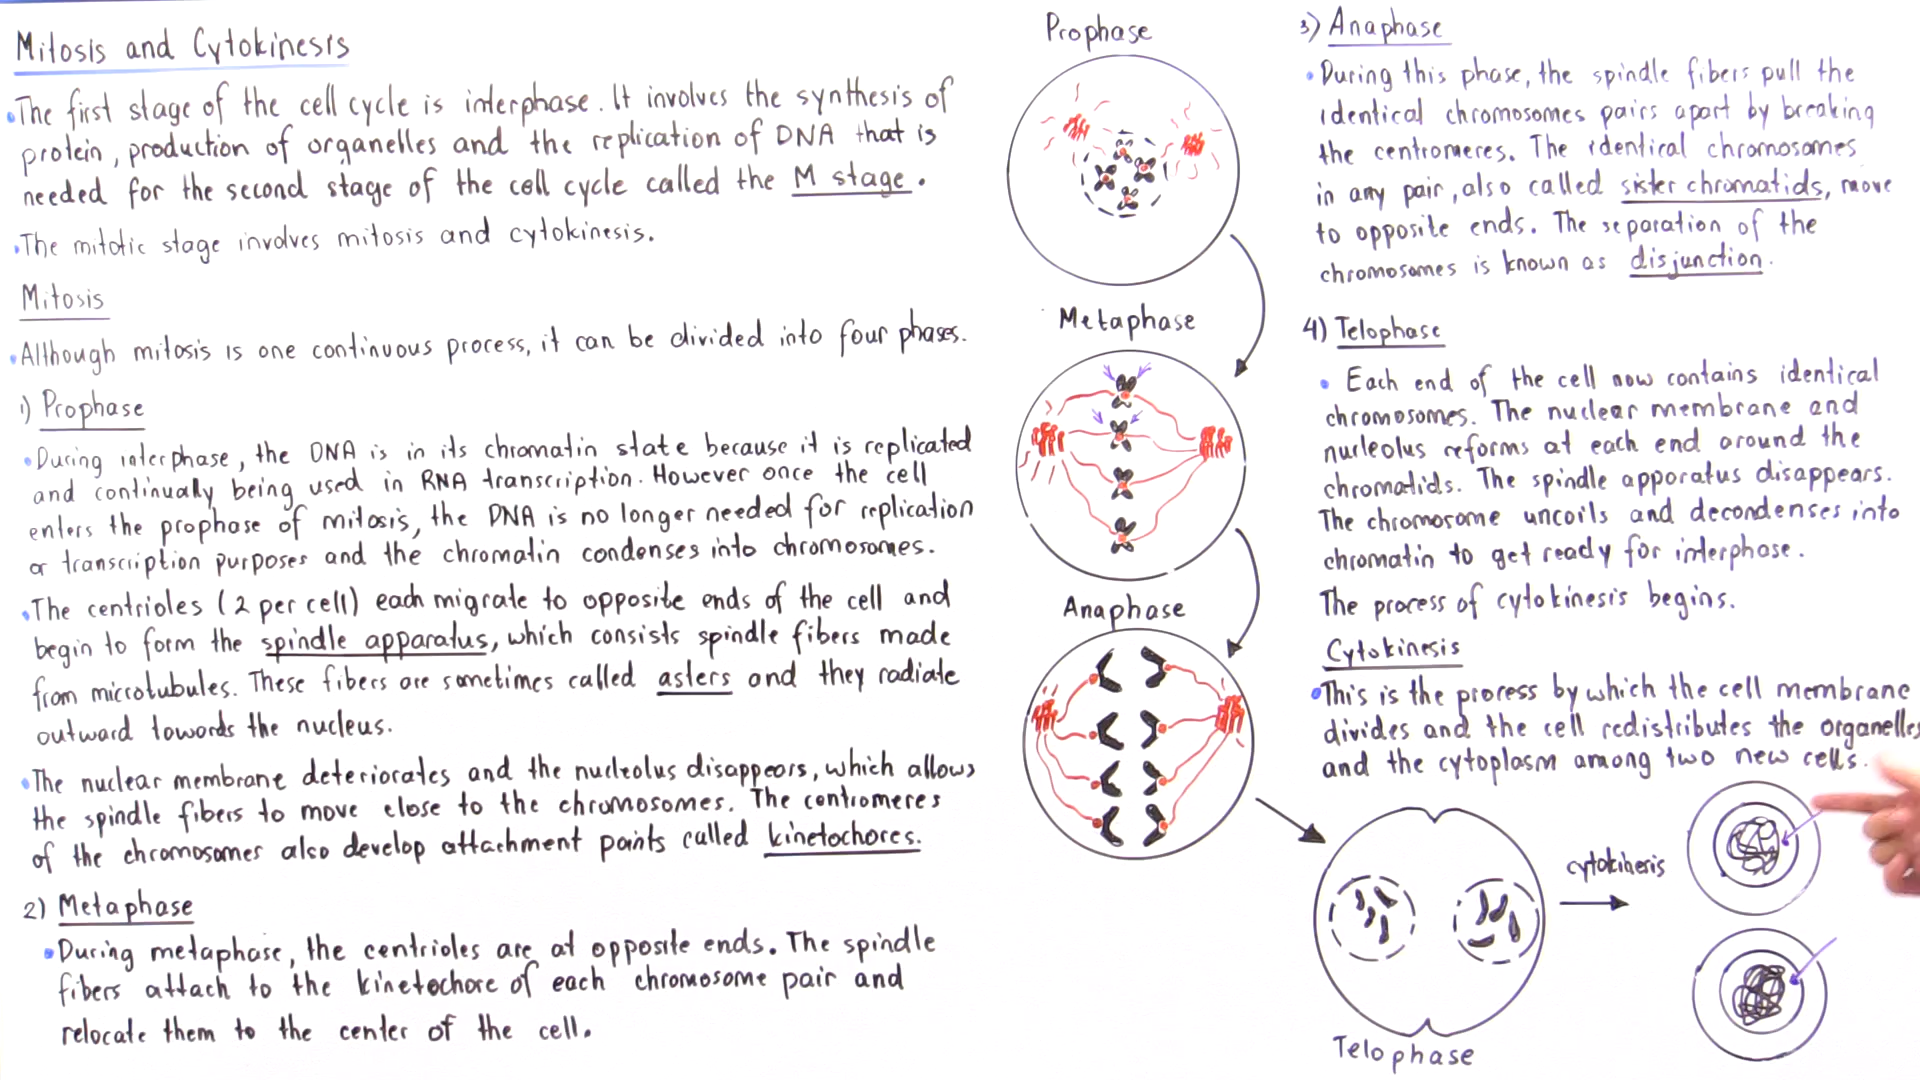 Mitosis and Cytokinesis
•The first stage of the cell cycle is interphase. It involves the synthesis of
protein, production of organelles and the replication of DNA that is
needed for the second stage of the cell cycle called the M stage.
•The mitotic stage involves mitosis and cytokinesis.
Mitosis
•Although mitosis is one continuous process, it can be divided into four phases.
1) Prophase
•During interphase, the DNA is in its chromatin state because it is replicated
and continually being used in RNA transcription. However once the cell
enters the prophase of mitosis, the DNA is no longer needed for replication
or transcription purposes and the chromatin condenses into chromosomes.
•The centrioles (2 per cell) each migrate to opposite ends of the cell and
begin to form the spindle apparatus, which consists spindle fibers made
from microtubules. These fibers are sometimes called asters and they radiate
outward towards the nucleus.
•The nuclear membrane deteriorates and the nucleolus disappears, which allows
the spindle fibers to move close to the chromosomes. The centromeres
of the chromosomes also develop attachment points called kinetochores.
2) Metaphase
•During metaphase, the centrioles are at opposite ends. The spindle
fibers attach to the kinetochore of each chromosome pair and
relocate them to the center of the cell.
Prophase
Metaphase
Anaphase
Telophase
cytokinesis
3) Anaphase
•During this phase, the spindle fibers pull the
identical chromosomes pairs apart by breaking
the centromeres. The identical chromosomes
in any pair, also called sister chromatids, move
to opposite ends. The separation of the
chromosomes is known as disjunction.
4) Telophase
• Each end of the cell now contains identical
chromosomes. The nuclear membrane and
nucleolus reforms at each end around the
chromatids. The spindle apparatus disappears.
The chromosome uncoils and decondenses into
chromatin to get ready for interphase.
The process of cytokinesis begins.
Cytokinesis
•This is the process by which the cell membrane
divides and the cell redistributes the organelles
and the cytoplasm among two new cells.